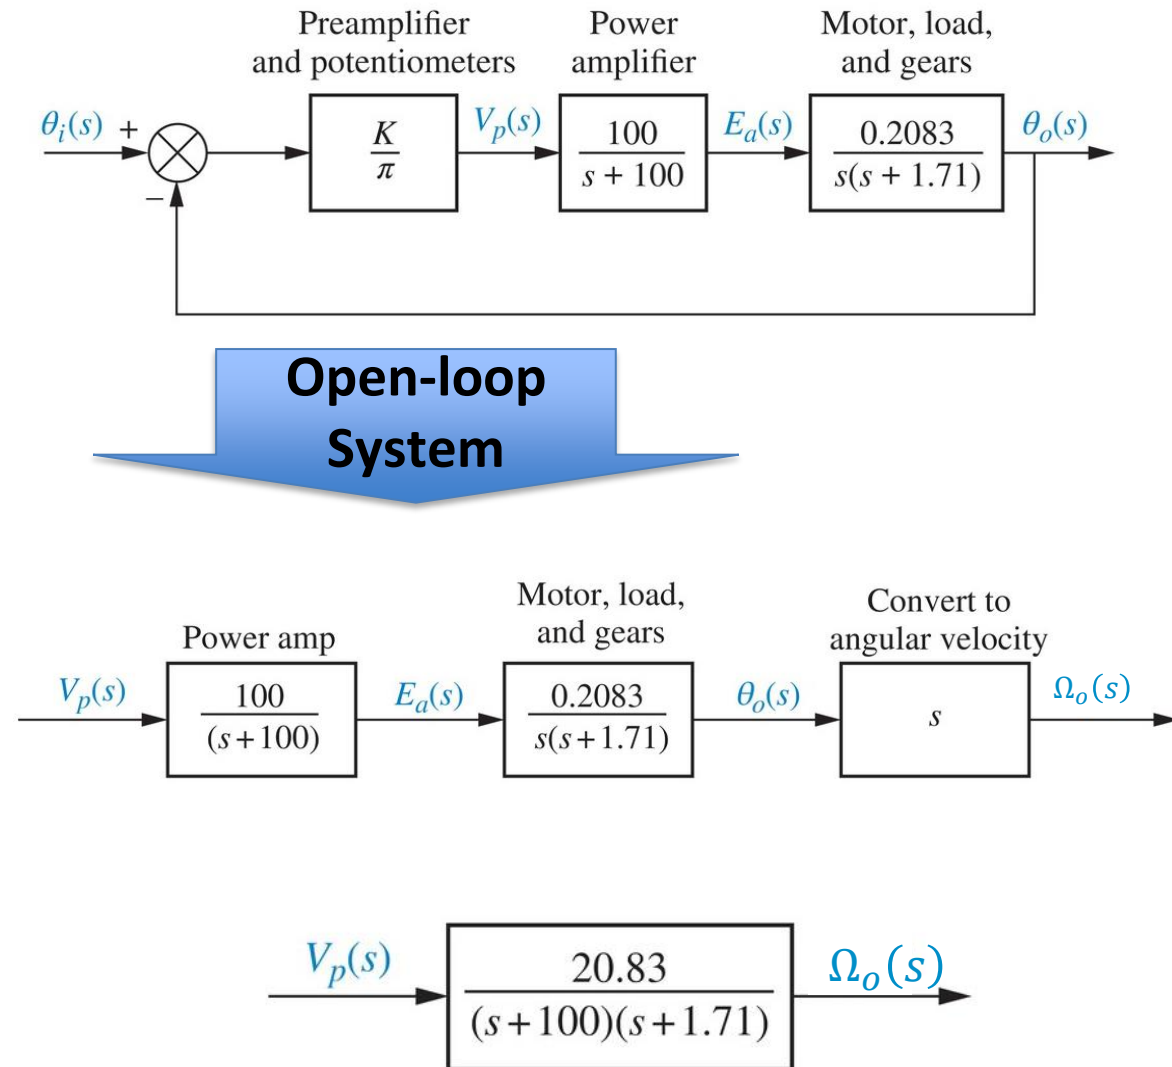 Preamplifier
and potentiometers
Power
amplifier
Motor, load,
and gears
θᵢ(s)
+
−
K
π
Vₚ(s)
100
s + 100
Eₐ(s)
0.2083
s(s + 1.71)
θₒ(s)
Open-loop
System
Power amp
Motor, load,
and gears
Convert to
angular velocity
Vₚ(s)
100
(s+100)
Eₐ(s)
0.2083
s(s+1.71)
θₒ(s)
s
Ωₒ(s)
Vₚ(s)
20.83
(s+100)(s+1.71)
Ωₒ(s)